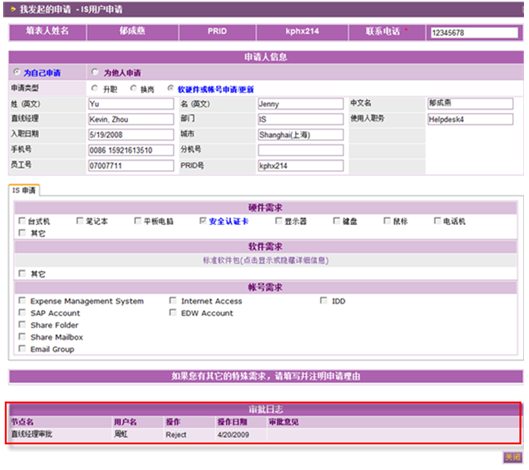 我发起的申请 - IS用户申请
填表人姓名 郁成燕 PRID kphx214 联系电话 * 12345678
申请人信息
为自己申请 为他人申请
申请类型 升职 换岗 软硬件或帐号申请/更新
姓 (英文) Yu 名 (英文) Jenny 中文名 郁成燕
直线经理 Kevin, Zhou 部门 IS 使用人职务 Helpdesk4
入职日期 5/19/2008 城市 Shanghai(上海)
手机号 0086 15921613510 分机号
员工号 07007711 PRID号 kphx214
IS 申请
硬件需求
台式机 笔记本 平板电脑 安全认证卡 显示器 键盘 鼠标 电话机
其它
软件需求
标准软件包(点击显示或隐藏详细信息)
其它
帐号需求
Expense Management System Internet Access IDD
SAP Account EDW Account
Share Folder
Share Mailbox
Email Group
如果您有其它的特殊需求，请填写并注明申请理由
审批日志
节点名 用户名 操作 操作日期 审批意见
直线经理审批 周虹 Reject 4/20/2009
关闭